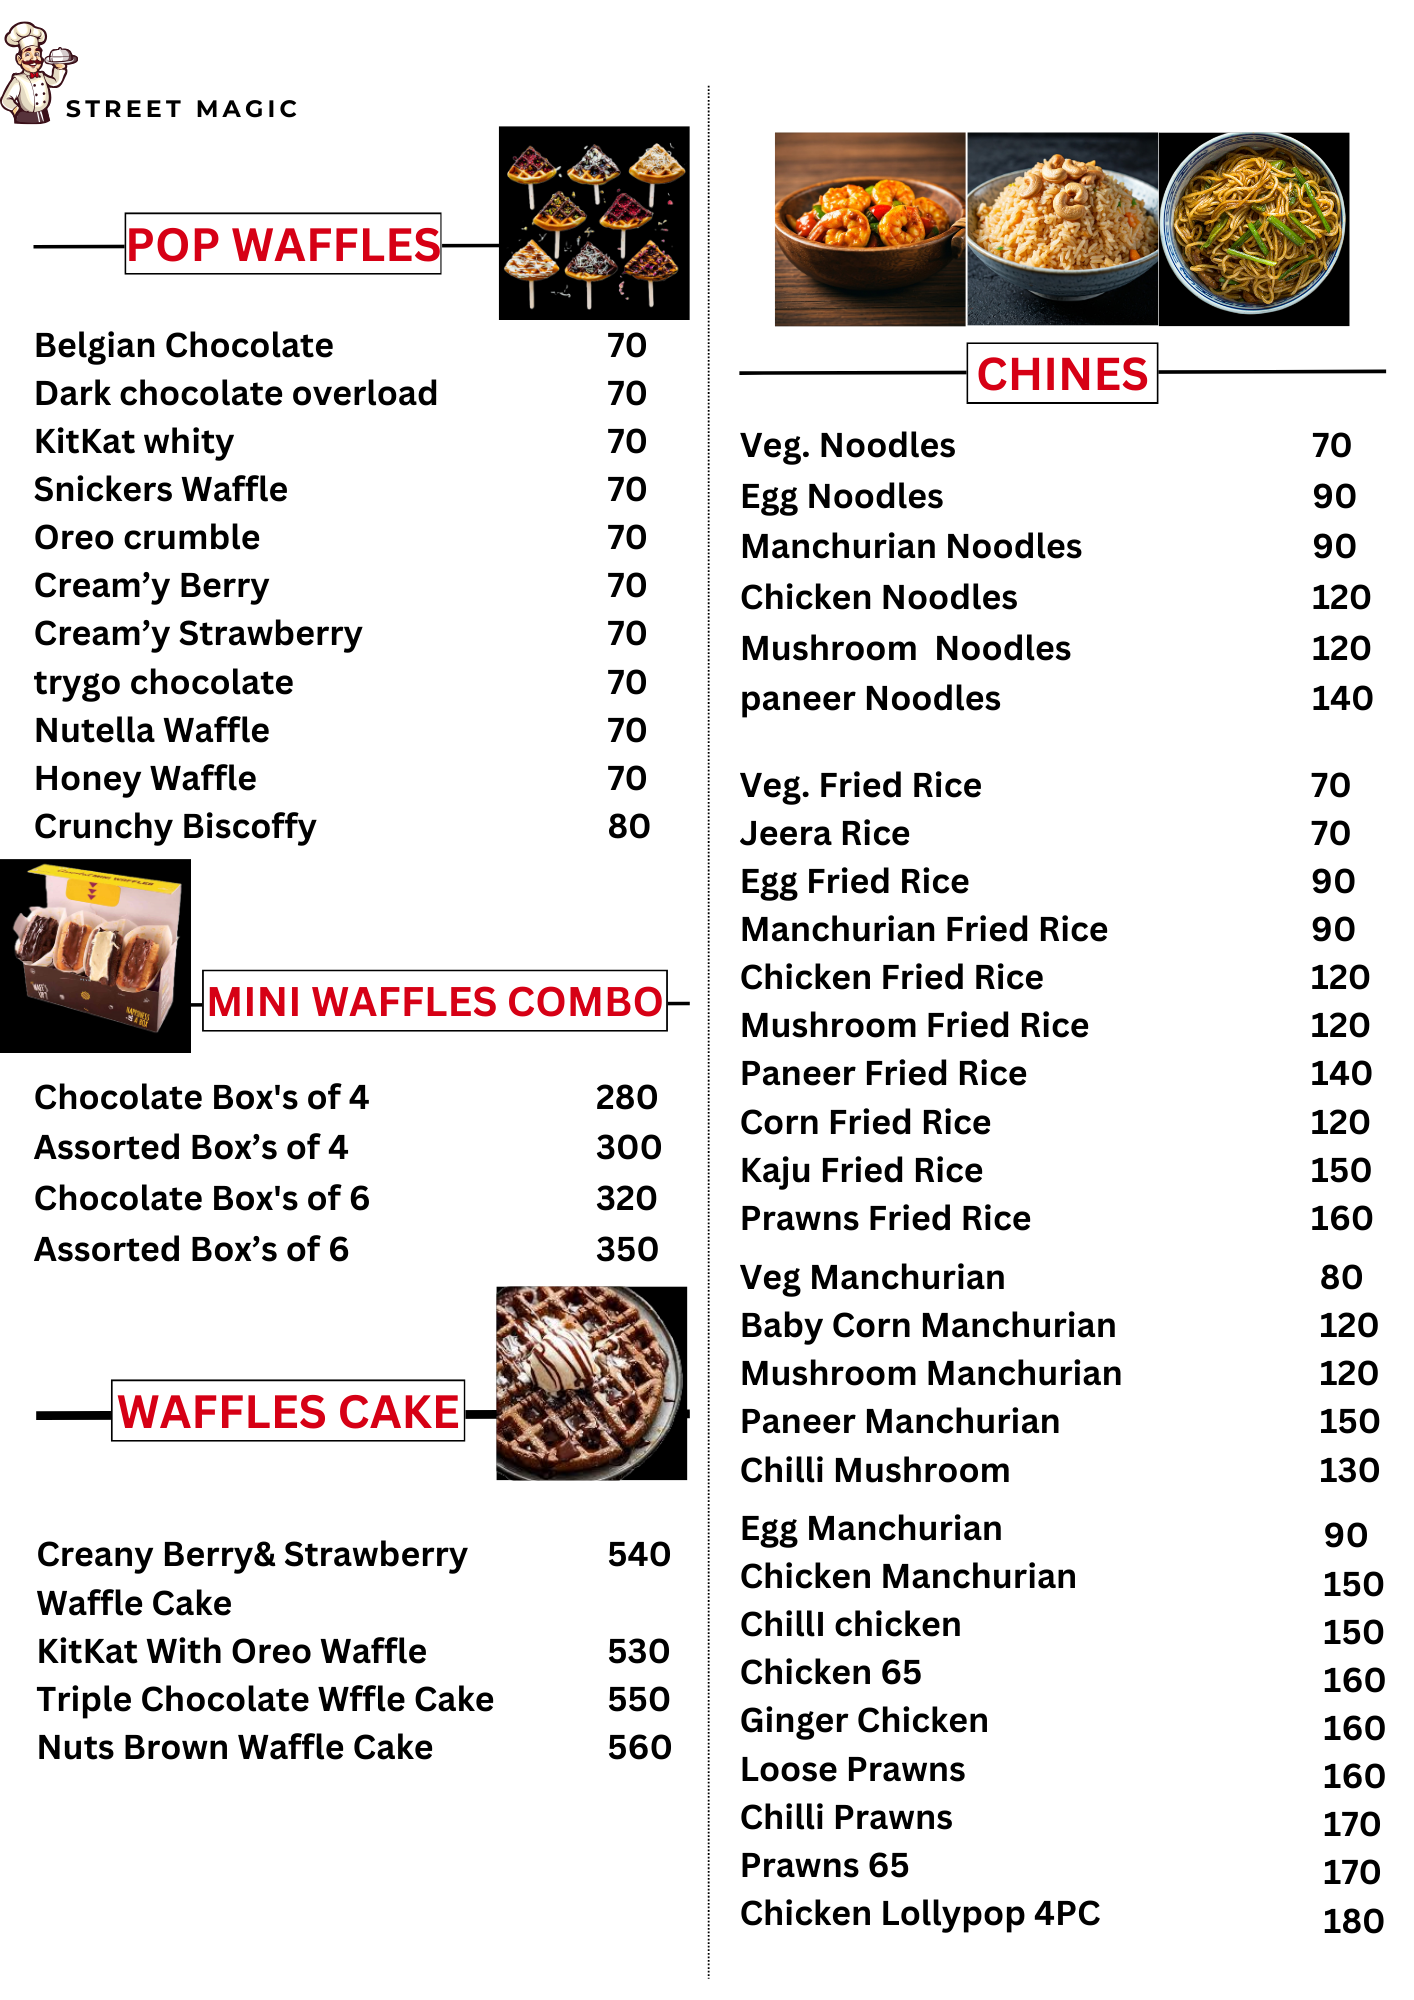 STREET MAGIC
POP WAFFLES
Belgian Chocolate 70
Dark chocolate overload 70
KitKat whity 70
Snickers Waffle 70
Oreo crumble 70
Cream’y Berry 70
Cream’y Strawberry 70
trygo chocolate 70
Nutella Waffle 70
Honey Waffle 70
Crunchy Biscoffy 80
MINI WAFFLES COMBO
Chocolate Box's of 4 280
Assorted Box’s of 4 300
Chocolate Box's of 6 320
Assorted Box’s of 6 350
WAFFLES CAKE
Creany Berry& Strawberry 540
Waffle Cake
KitKat With Oreo Waffle 530
Triple Chocolate Wffle Cake 550
Nuts Brown Waffle Cake 560
CHINES
Veg. Noodles 70
Egg Noodles 90
Manchurian Noodles 90
Chicken Noodles 120
Mushroom Noodles 120
paneer Noodles 140
Veg. Fried Rice 70
Jeera Rice 70
Egg Fried Rice 90
Manchurian Fried Rice 90
Chicken Fried Rice 120
Mushroom Fried Rice 120
Paneer Fried Rice 140
Corn Fried Rice 120
Kaju Fried Rice 150
Prawns Fried Rice 160
Veg Manchurian 80
Baby Corn Manchurian 120
Mushroom Manchurian 120
Paneer Manchurian 150
Chilli Mushroom 130
Egg Manchurian 90
Chicken Manchurian 150
ChillI chicken 150
Chicken 65 160
Ginger Chicken 160
Loose Prawns 160
Chilli Prawns 170
Prawns 65 170
Chicken Lollypop 4PC 180